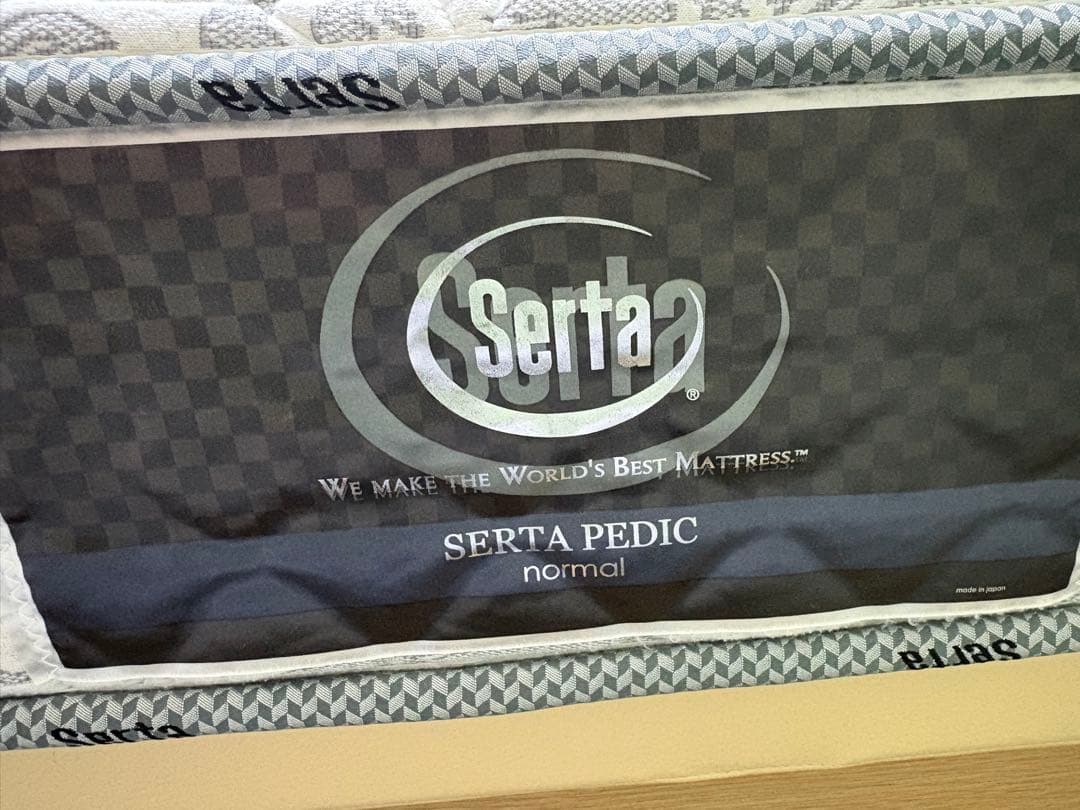 Serta
Serta
Serta®
WE MAKE THE WORLD'S BEST MATTRESS.™
SERTA PEDIC
normal
made in japan
Serta
Serta